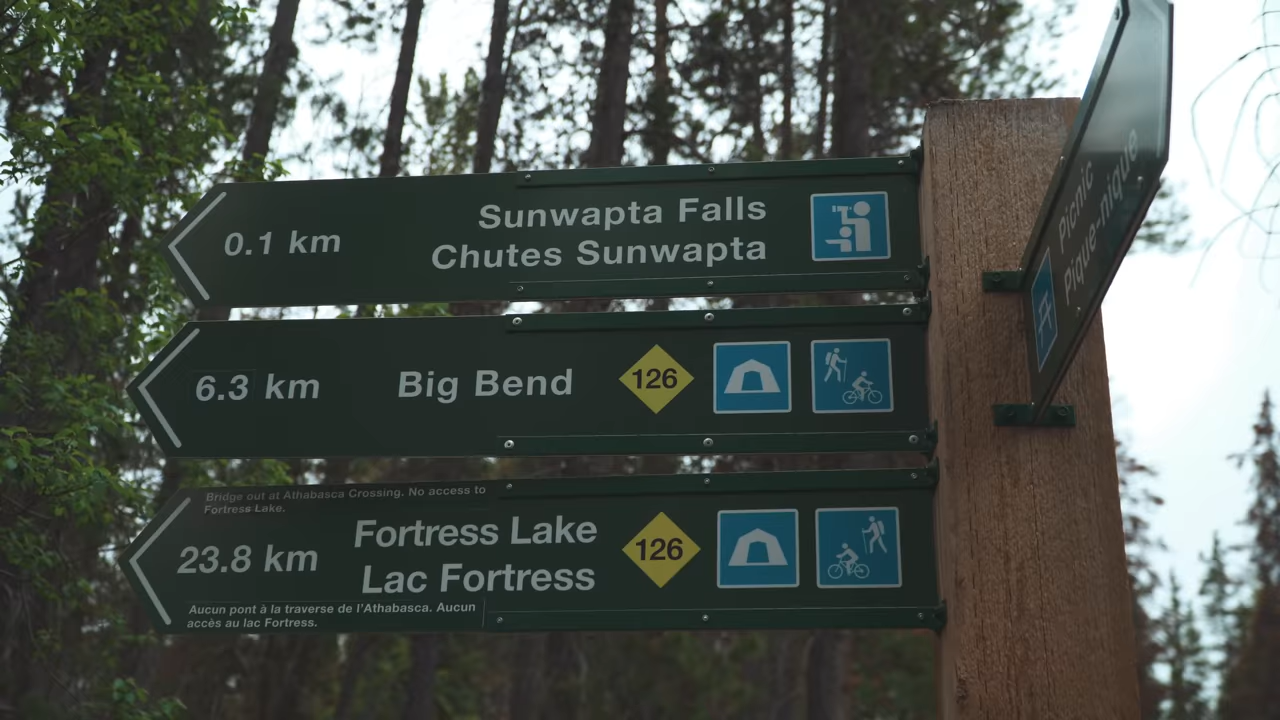 0.1 km
Sunwapta Falls
Chutes Sunwapta
Picnic
Pique-nique
6.3 km
Big Bend
126
Bridge out at Athabasca Crossing. No access to
Fortress Lake.
23.8 km
Fortress Lake
Lac Fortress
126
Aucun pont à la traverse de l'Athabasca. Aucun
accès au lac Fortress.